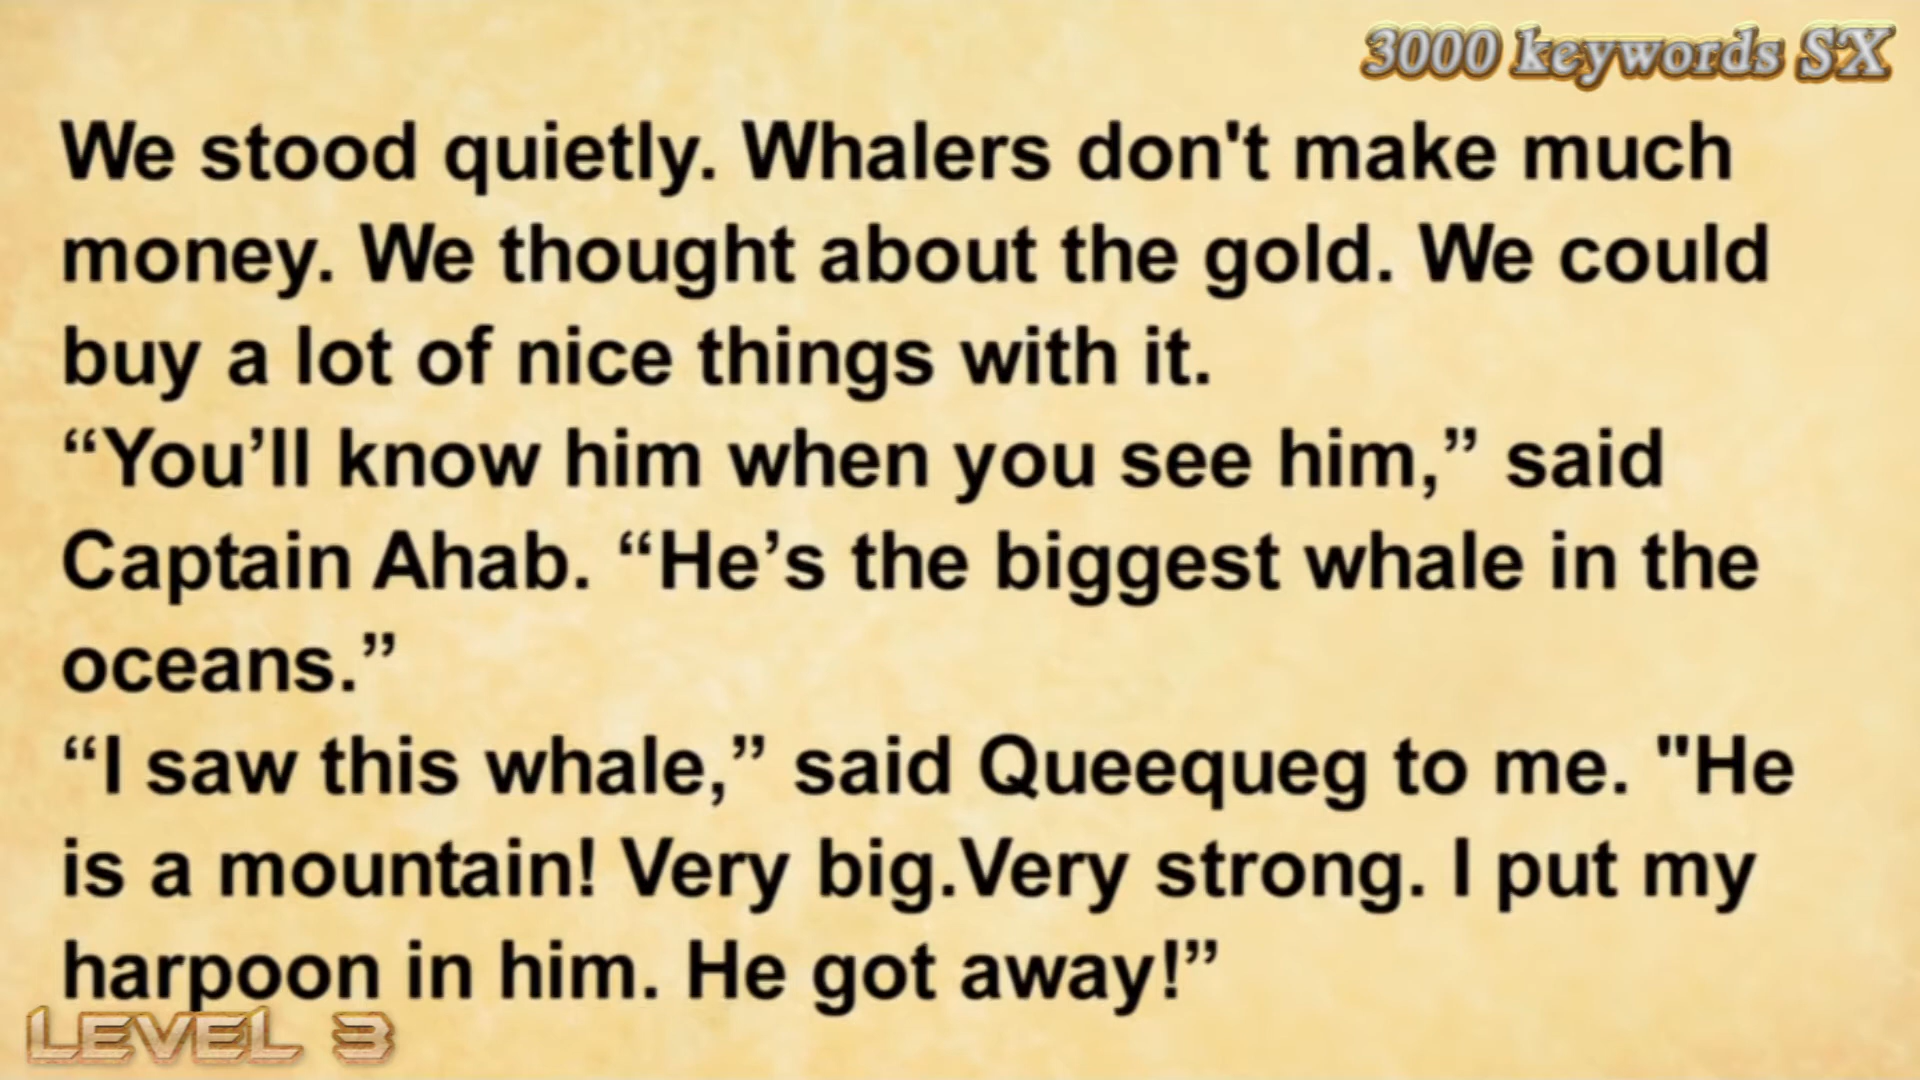 3000 keywords SX
We stood quietly. Whalers don't make much
money. We thought about the gold. We could
buy a lot of nice things with it.
“You’ll know him when you see him,” said
Captain Ahab. “He’s the biggest whale in the
oceans.”
“I saw this whale,” said Queequeg to me. "He
is a mountain! Very big.Very strong. I put my
harpoon in him. He got away!”
LEVEL 3